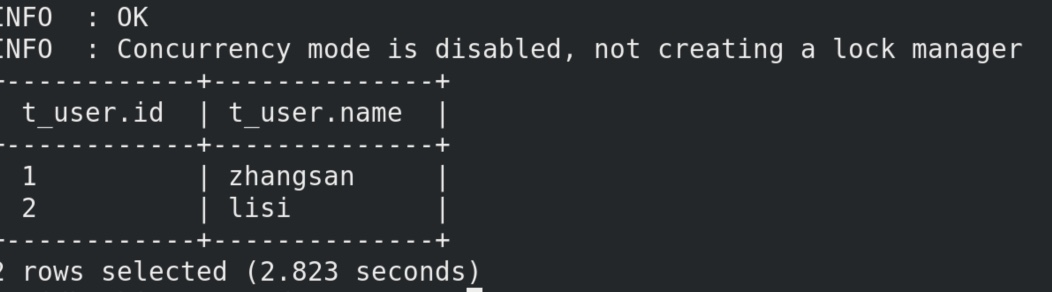 INFO  : OK
INFO  : Concurrency mode is disabled, not creating a lock manager
+------------+--------------+
 t_user.id  | t_user.name  |
+------------+--------------+
 1          | zhangsan     |
 2          | lisi         |
+------------+--------------+
2 rows selected (2.823 seconds)